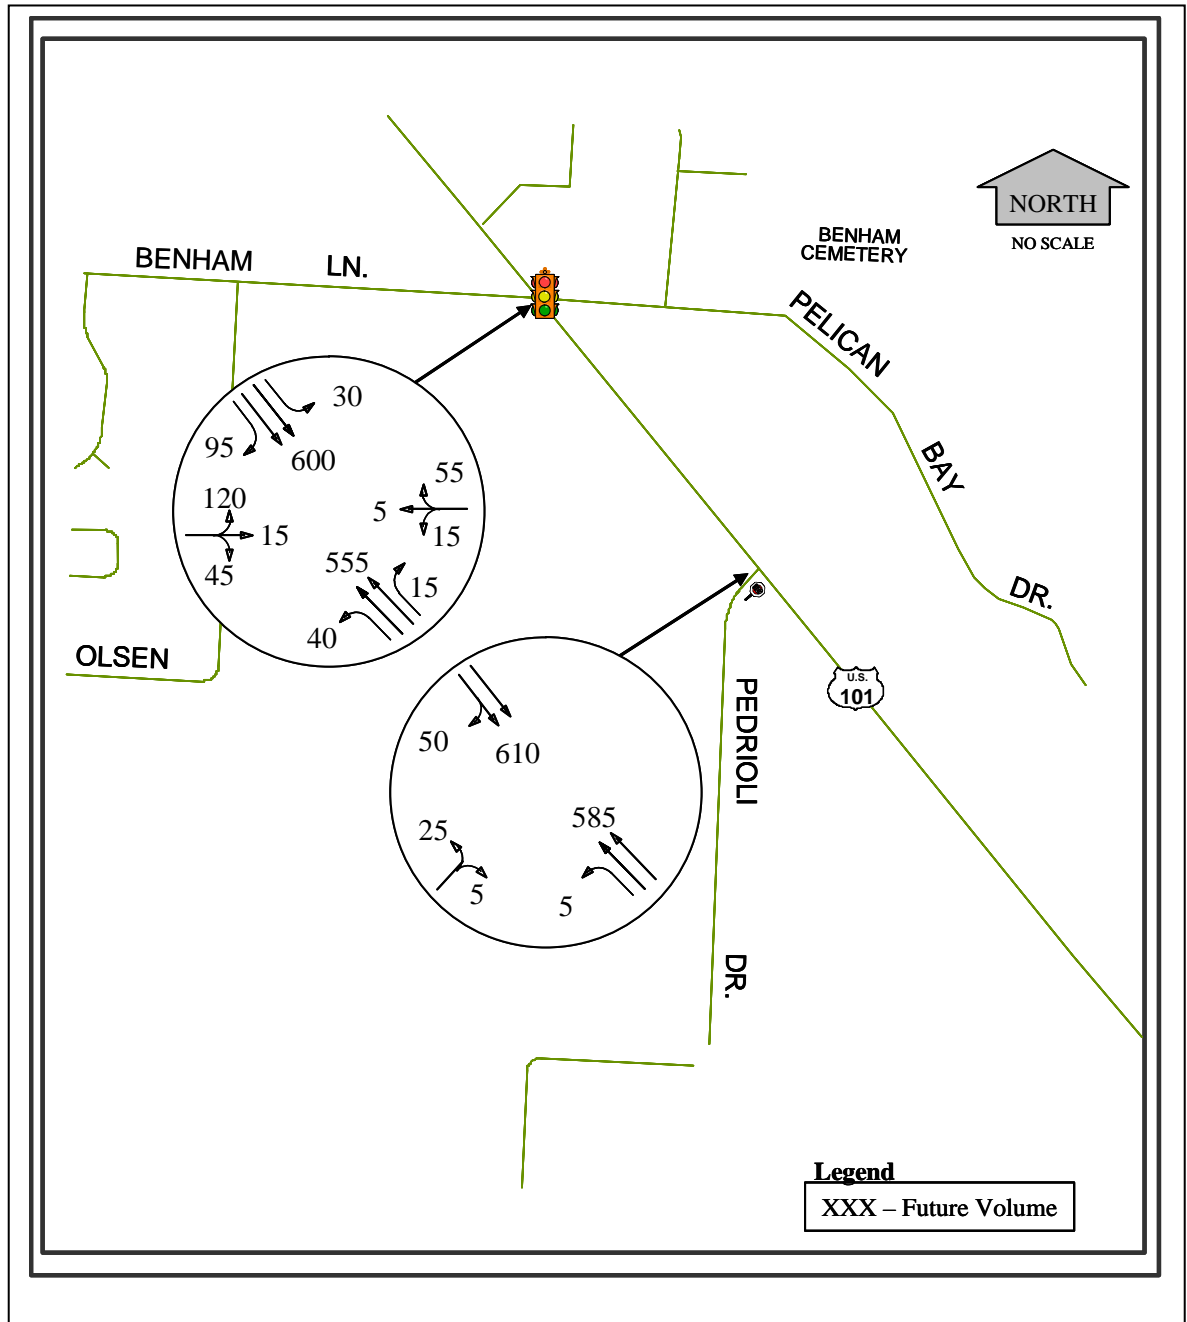 NORTH
NO SCALE
BENHAM
CEMETERY
BENHAM LN.
PELICAN
BAY
DR.
30
95
600
120
55
5
15
15
45
555
15
40
OLSEN
U.S.
101
PEDRIOLI
DR.
50
610
585
25
5
5
Legend
XXX – Future Volume